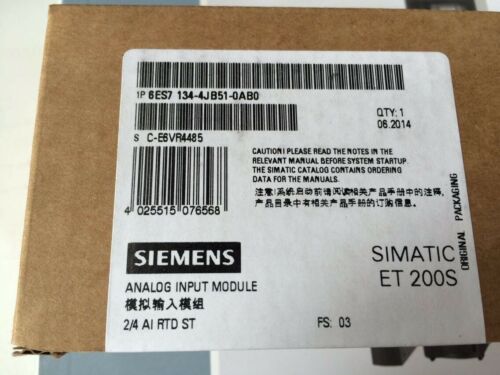 1P 6ES7 134-4JB51-0AB0
QTY: 1
06.2014
S C-E6VR4485
CAUTION! PLEASE READ THE NOTES IN THE
RELEVANT MANUAL BEFORE SYSTEM STARTUP.
THE SIMATIC CATALOG CONTAINS ORDERING
DATA FOR THE MANUALS.
注意!系统启动前请阅读相关产品手册中的注释,
产品目录中有相关产品手册的订购信息.
4 025515 076568
SIEMENS
SIMATIC
ET 200S
ORIGINAL PACKAGING
ANALOG INPUT MODULE
模拟输入模组
2/4 AI RTD ST
FS: 03